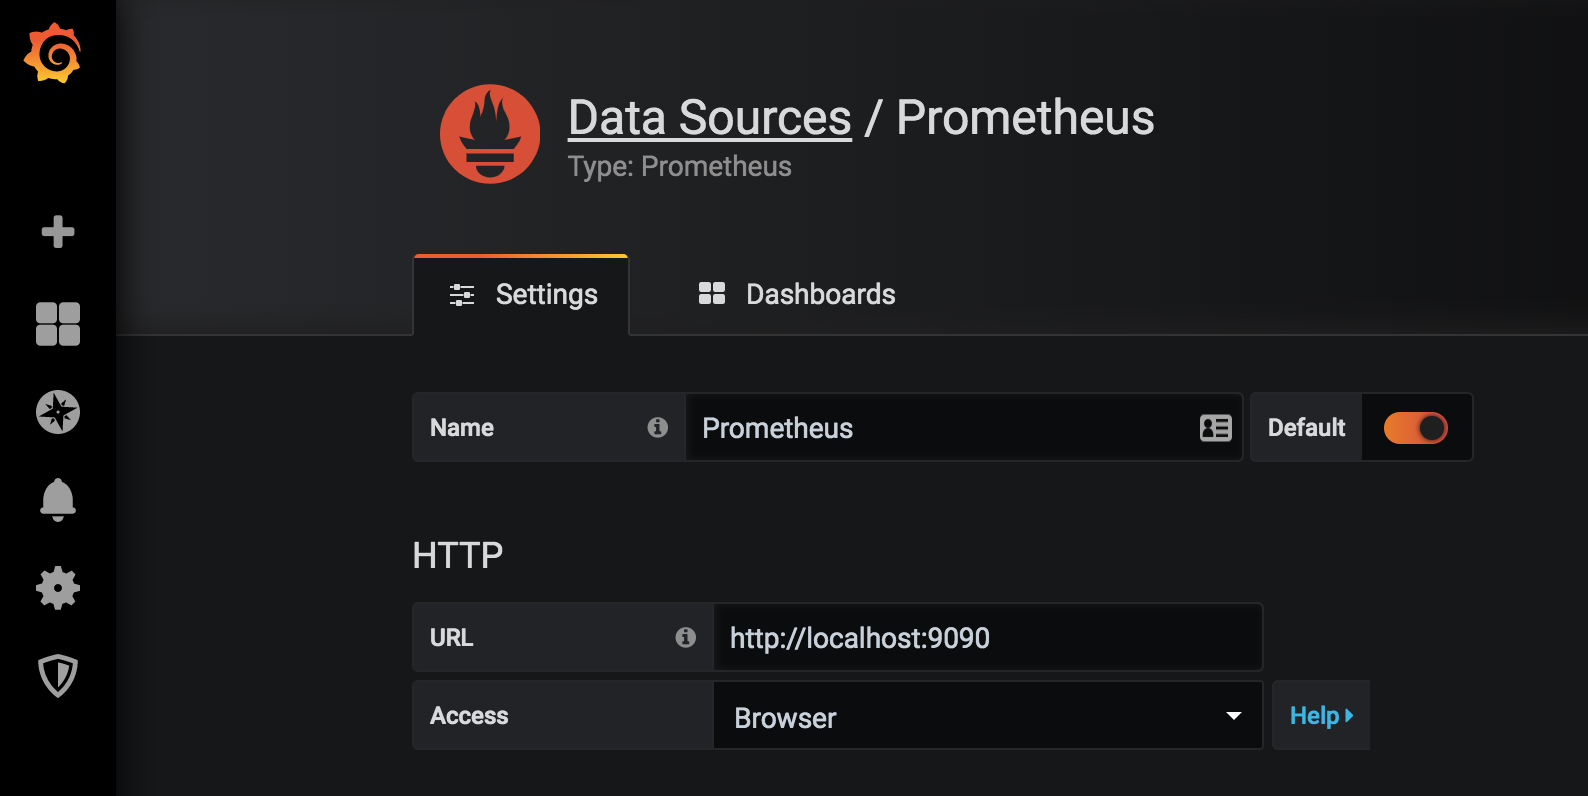 Data Sources / Prometheus
Type: Prometheus
Settings
Dashboards
Name
Prometheus
Default
HTTP
URL
http://localhost:9090
Access
Browser
Help